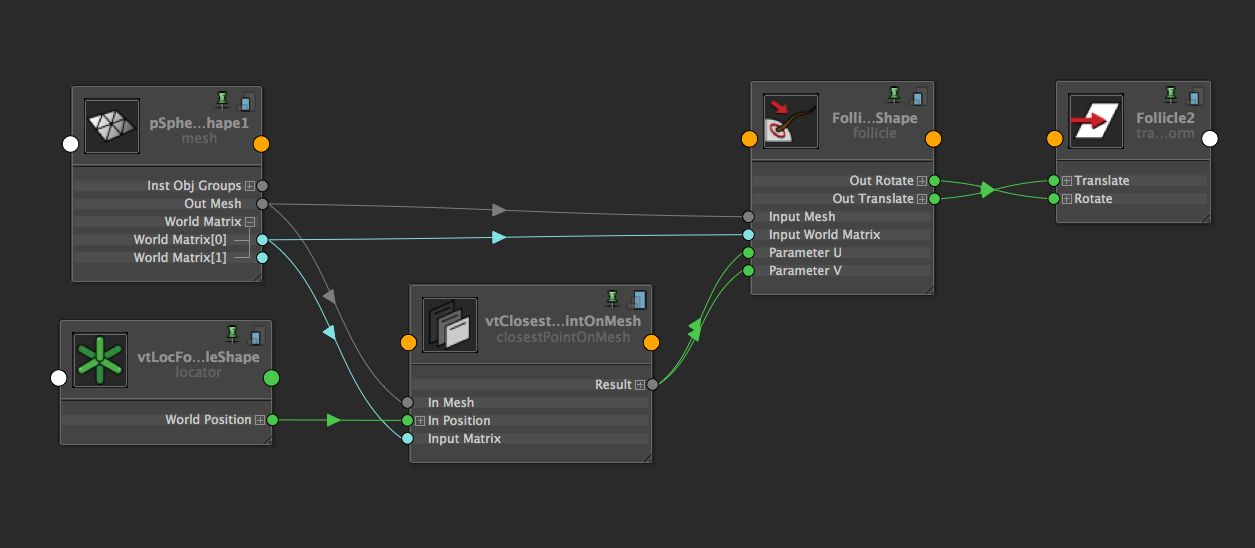 pSphe...hape1
mesh
Inst Obj Groups
Out Mesh
World Matrix
World Matrix[0]
World Matrix[1]
vtLocFo...leShape
locator
World Position
vtClosest...intOnMesh
closestPointOnMesh
Result
In Mesh
In Position
Input Matrix
Folli...Shape
follicle
Out Rotate
Out Translate
Input Mesh
Input World Matrix
Parameter U
Parameter V
Follicle2
tra...orm
Translate
Rotate